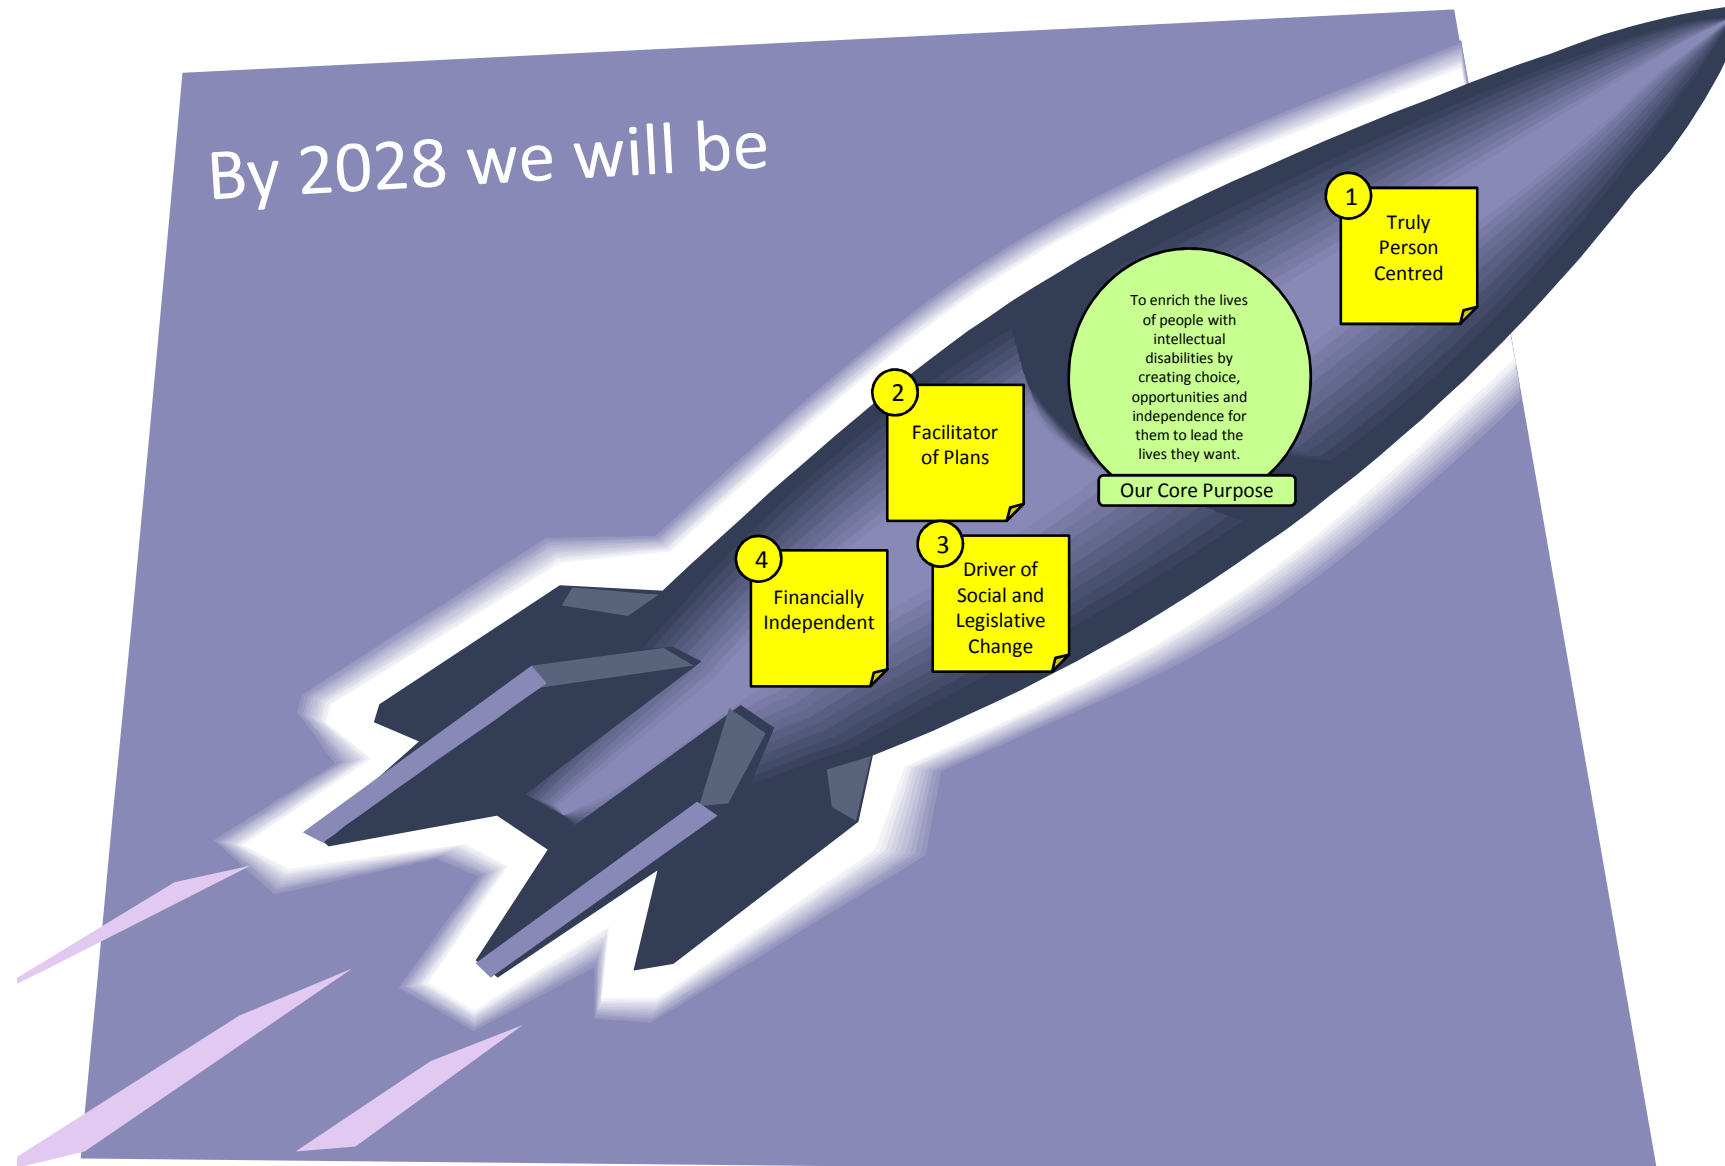 By 2028 we will be
1
Truly
Person
Centred
To enrich the lives
of people with
intellectual
disabilities by
creating choice,
opportunities and
independence for
them to lead the
lives they want.
Our Core Purpose
2
Facilitator
of Plans
3
Driver of
Social and
Legislative
Change
4
Financially
Independent